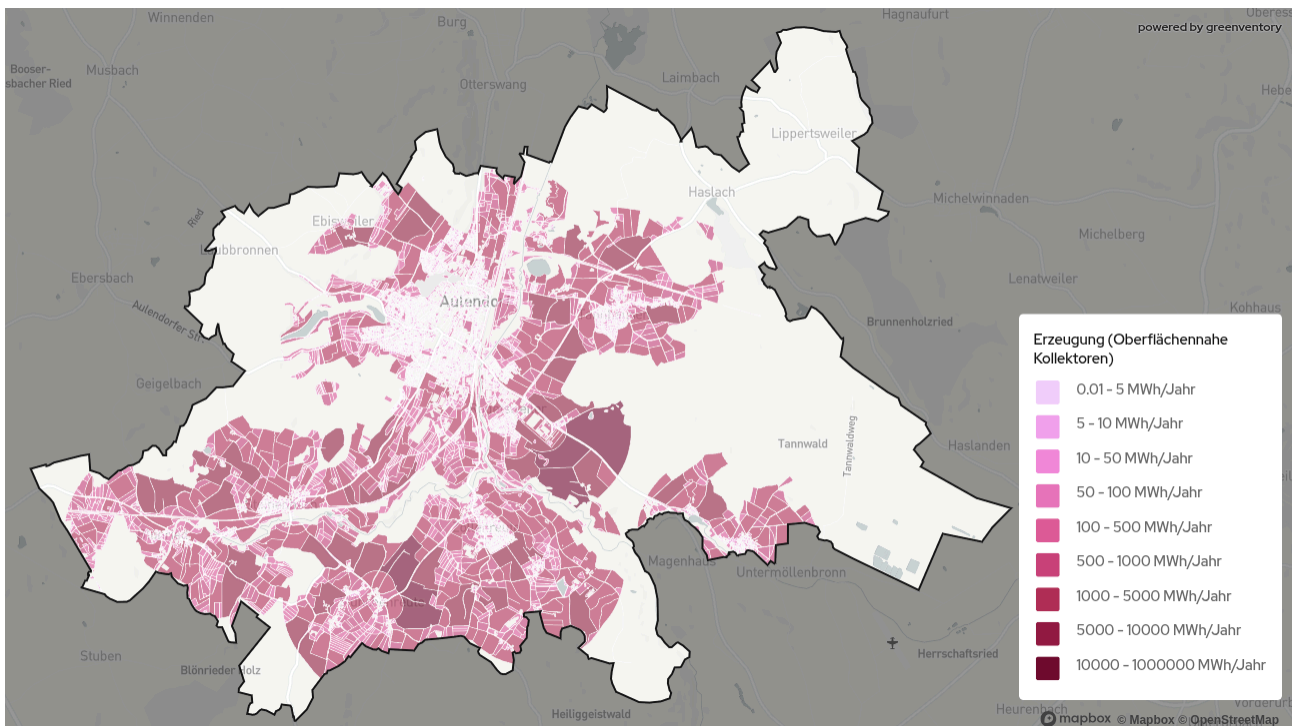 Winnenden
Burg
Hagnaufurt
powered by greenventory
Booser-
sbacher Ried
Musbach
Otterswang
Laimbach
Lippertsweiler
Haslach
Michelwinnaden
Ried
Michelberg
Ebersbach
Lenatweiler
Aulendorfer Str.
Kohhaus
Brunnenholzried
Geigelbach
Tannwald
Tannwaldweg
Haslanden
Magenhaus
Untermöllenbronn
Stuben
Blönrieder Holz
Herrschaftsried
Heiliggeistwald
Heurenbach
Erzeugung (Oberflächennahe
Kollektoren)
0.01 - 5 MWh/Jahr
5 - 10 MWh/Jahr
10 - 50 MWh/Jahr
50 - 100 MWh/Jahr
100 - 500 MWh/Jahr
500 - 1000 MWh/Jahr
1000 - 5000 MWh/Jahr
5000 - 10000 MWh/Jahr
10000 - 1000000 MWh/Jahr
mapbox © Mapbox © OpenStreetMap